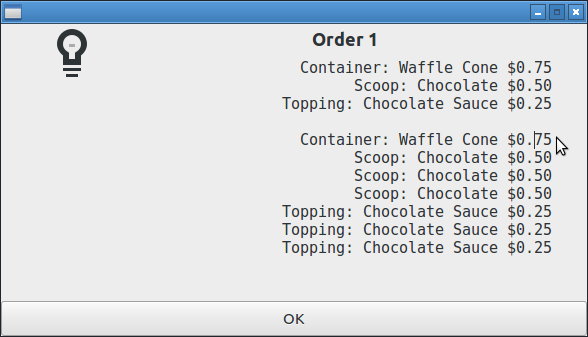 Order 1
Container: Waffle Cone $0.75
Scoop: Chocolate $0.50
Topping: Chocolate Sauce $0.25

Container: Waffle Cone $0.75
Scoop: Chocolate $0.50
Scoop: Chocolate $0.50
Scoop: Chocolate $0.50
Topping: Chocolate Sauce $0.25
Topping: Chocolate Sauce $0.25
Topping: Chocolate Sauce $0.25
OK